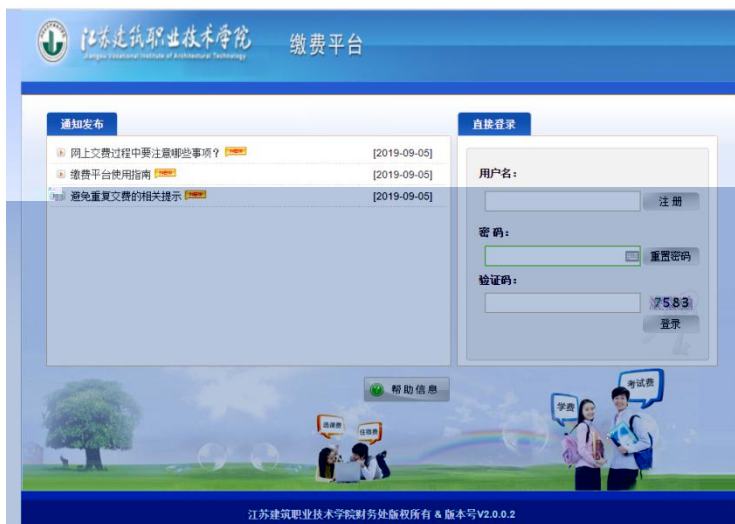 江苏建筑职业技术学院
Jiangsu Vocational Institute of Architectural Technology
缴费平台
通知发布
网上交费过程中要注意哪些事项？ NEW [2019-09-05]
缴费平台使用指南 NEW [2019-09-05]
避免重复交费的相关提示 NEW [2019-09-05]
直接登录
用户名：
注册
密码：
重置密码
验证码：
7583
登录
帮助信息
选课费
住宿费
学费
考试费
江苏建筑职业技术学院财务处版权所有 & 版本号V2.0.0.2